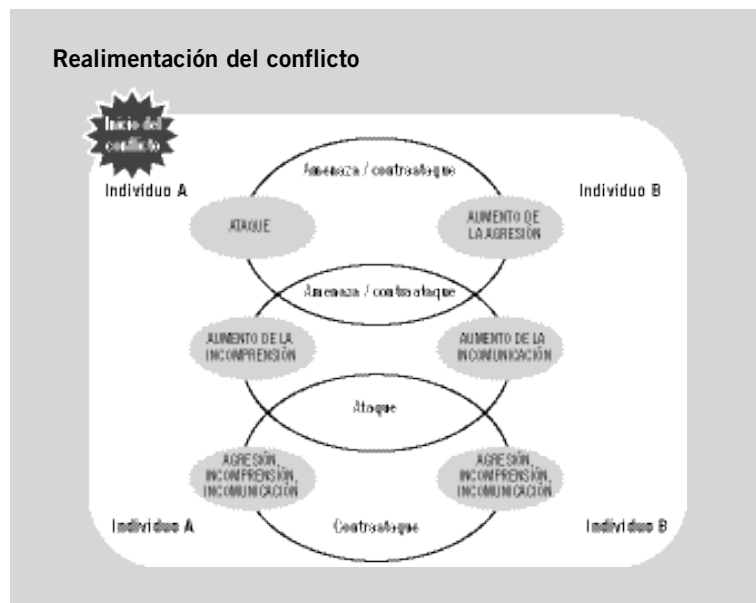 Realimentación del conflicto
Inicio del
conflicto
Individuo A
Individuo B
Amenaza / contraataque
ATAQUE
AUMENTO DE
LA AGRESIÓN
Amenaza / contraataque
AUMENTO DE LA
INCOMPRENSIÓN
AUMENTO DE LA
INCOMUNICACIÓN
Ataque
AGRESIÓN,
INCOMPRENSIÓN,
INCOMUNICACIÓN
AGRESIÓN,
INCOMPRENSIÓN,
INCOMUNICACIÓN
Individuo A
Contraataque
Individuo B